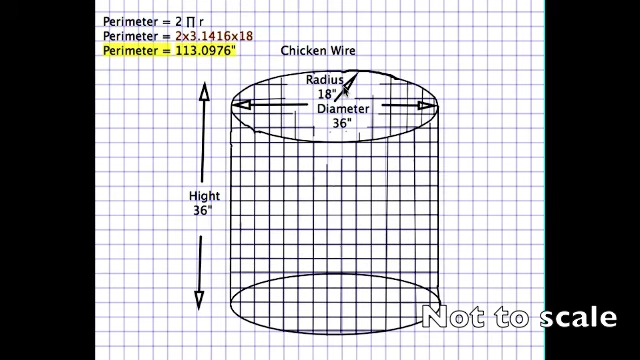 Perimeter = 2 ∏ r
Perimeter = 2x3.1416x18
Perimeter = 113.0976"
Chicken Wire
Radius
18"
Diameter
36"
Hight
36"
Not to scale